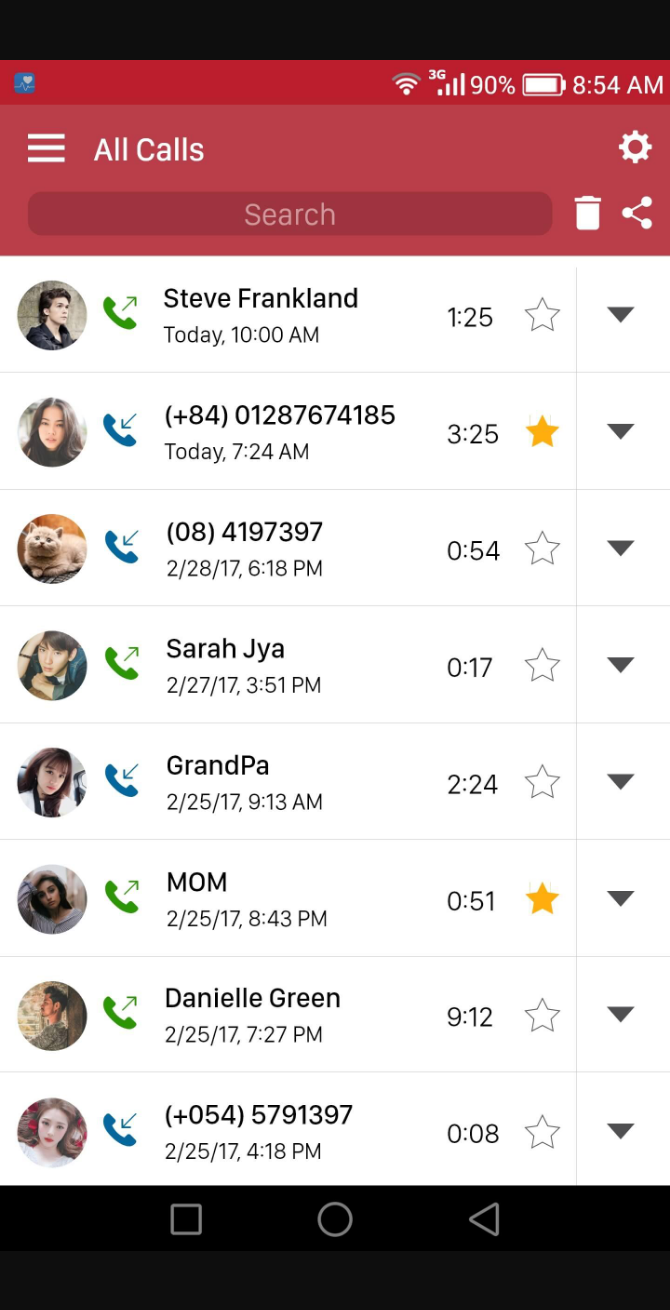 3G 90% 8:54 AM
All Calls
Search
Steve Frankland
Today, 10:00 AM
1:25
(+84) 01287674185
Today, 7:24 AM
3:25
(08) 4197397
2/28/17, 6:18 PM
0:54
Sarah Jya
2/27/17, 3:51 PM
0:17
GrandPa
2/25/17, 9:13 AM
2:24
MOM
2/25/17, 8:43 PM
0:51
Danielle Green
2/25/17, 7:27 PM
9:12
(+054) 5791397
2/25/17, 4:18 PM
0:08